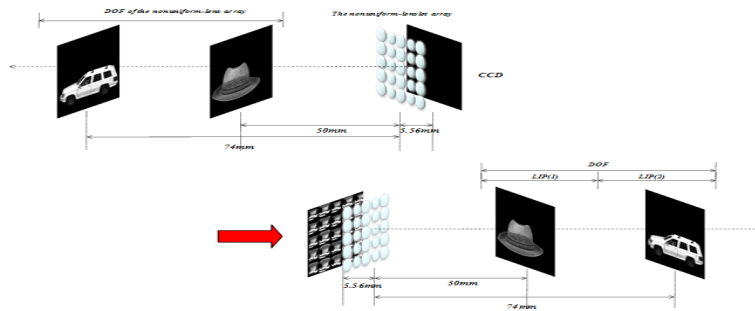 DOF of the nonuniform-lens array
The nonuniform-lenslet array
CCD
50mm
5.56mm
74mm
DOF
LIP(1)
LIP(2)
5.56mm
50mm
74mm